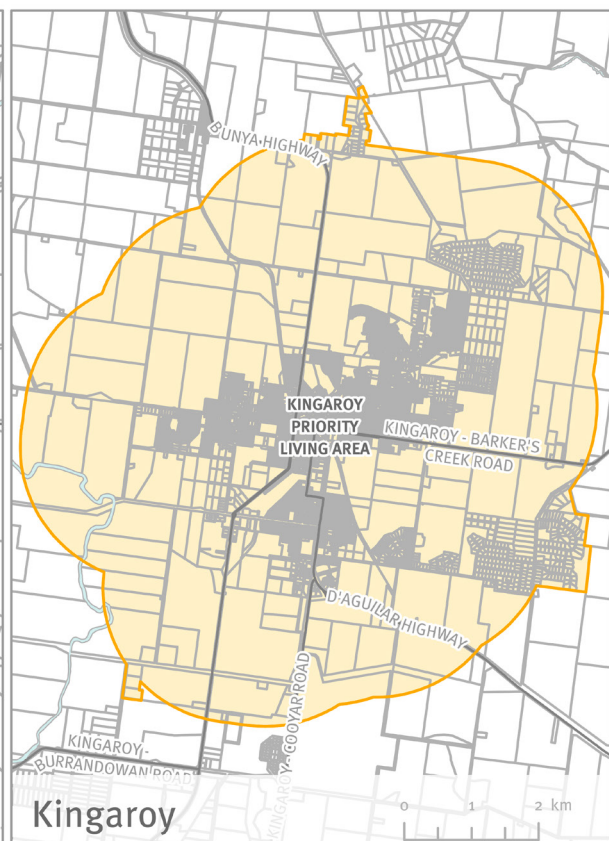 BUNYA HIGHWAY
KINGAROY
PRIORITY
LIVING AREA
KINGAROY - BARKER'S
CREEK ROAD
D'AGUILAR HIGHWAY
KINGAROY - COOYAR ROAD
KINGAROY -
BURRANDOWAN ROAD
Kingaroy
0 1 2 km